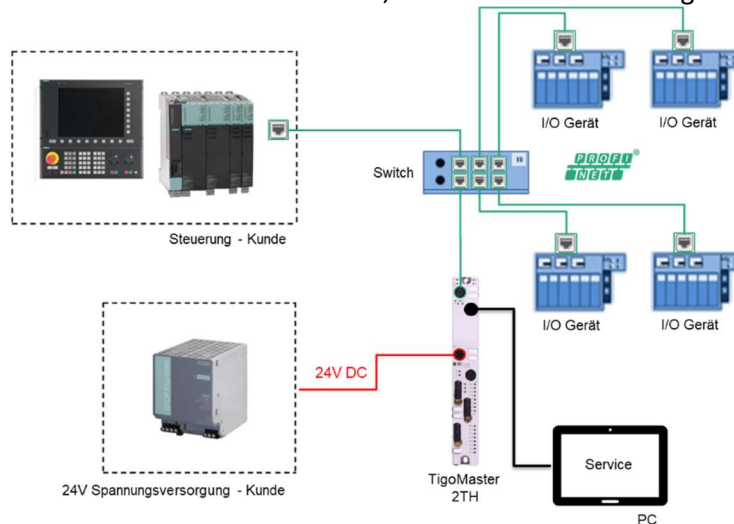 I/O Gerät
I/O Gerät
PROFI
NET®
Switch
Steuerung - Kunde
I/O Gerät
I/O Gerät
24V DC
Service
TigoMaster
2TH
24V Spannungsversorgung - Kunde
PC